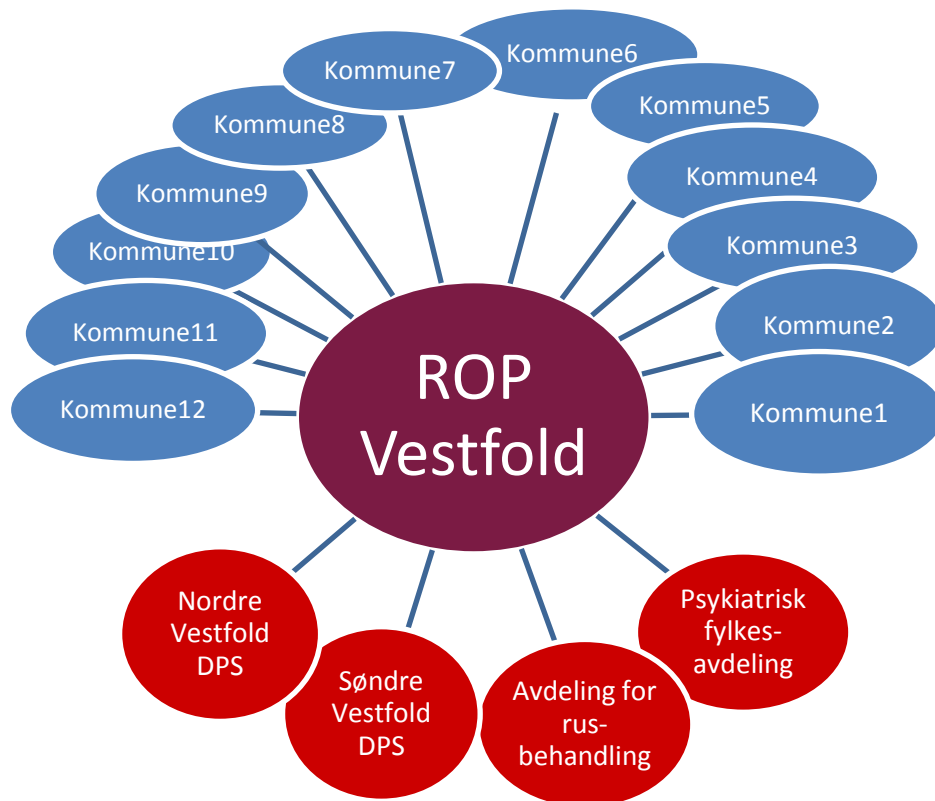 Kommune7
Kommune6
Kommune5
Kommune8
Kommune4
Kommune9
Kommune3
Kommune10
Kommune2
Kommune11
Kommune12
Kommune1
ROP
Vestfold
Nordre
Vestfold
DPS
Søndre
Vestfold
DPS
Avdeling for
rus-
behandling
Psykiatrisk
fylkes-
avdeling